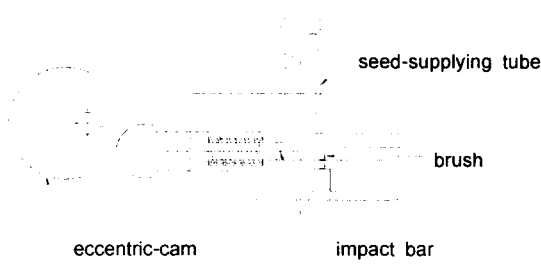 seed-supplying tube
brush
eccentric-cam
impact bar